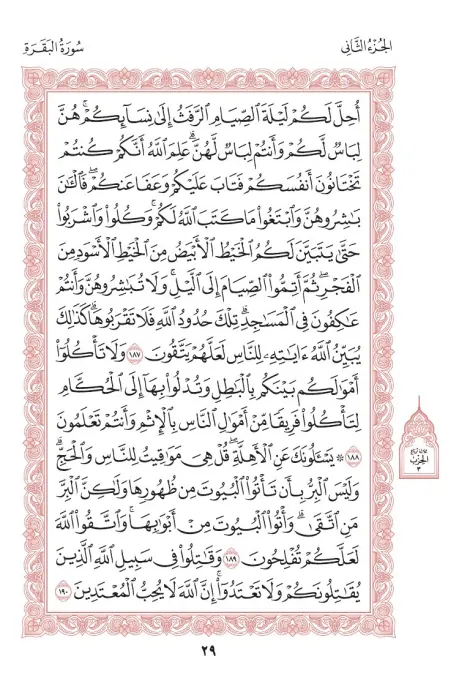 الجزء الثاني
سورة البقرة
أُحِلَّ لَكُمْ لَيْلَةَ ٱلصِّيَامِ ٱلرَّفَثُ إِلَىٰ نِسَآئِكُمْ ۚ هُنَّ
لِبَاسٌ لَّكُمْ وَأَنتُمْ لِبَاسٌ لَّهُنَّ ۗ عَلِمَ ٱللَّهُ أَنَّكُمْ كُنتُمْ
تَخْتَانُونَ أَنفُسَكُمْ فَتَابَ عَلَيْكُمْ وَعَفَا عَنكُمْ ۖ فَٱلْـَٰٔنَ
بَـٰشِرُوهُنَّ وَٱبْتَغُوا۟ مَا كَتَبَ ٱللَّهُ لَكُمْ ۚ وَكُلُوا۟ وَٱشْرَبُوا۟
حَتَّىٰ يَتَبَيَّنَ لَكُمُ ٱلْخَيْطُ ٱلْأَبْيَضُ مِنَ ٱلْخَيْطِ ٱلْأَسْوَدِ مِنَ
ٱلْفَجْرِ ۖ ثُمَّ أَتِمُّوا۟ ٱلصِّيَامَ إِلَى ٱلَّيْلِ ۚ وَلَا تُبَـٰشِرُوهُنَّ وَأَنتُمْ
عَـٰكِفُونَ فِى ٱلْمَسَـٰجِدِ ۗ تِلْكَ حُدُودُ ٱللَّهِ فَلَا تَقْرَبُوهَا ۗ كَذَٰلِكَ
يُبَيِّنُ ٱللَّهُ ءَايَـٰتِهِۦ لِلنَّاسِ لَعَلَّهُمْ يَتَّقُونَ ١٨٧ وَلَا تَأْكُلُوٓا۟
أَمْوَٰلَكُم بَيْنَكُم بِٱلْبَـٰطِلِ وَتُدْلُوا۟ بِهَآ إِلَى ٱلْحُكَّامِ
لِتَأْكُلُوا۟ فَرِيقًا مِّنْ أَمْوَٰلِ ٱلنَّاسِ بِٱلْإِثْمِ وَأَنتُمْ تَعْلَمُونَ
١٨٨ ۞ يَسْـَٔلُونَكَ عَنِ ٱلْأَهِلَّةِ ۖ قُلْ هِىَ مَوَٰقِيتُ لِلنَّاسِ وَٱلْحَجِّ ۗ
وَلَيْسَ ٱلْبِرُّ بِأَن تَأْتُوا۟ ٱلْبُيُوتَ مِن ظُهُورِهَا وَلَـٰكِنَّ ٱلْبِرَّ
مَنِ ٱتَّقَىٰ ۗ وَأْتُوا۟ ٱلْبُيُوتَ مِنْ أَبْوَٰبِهَا ۚ وَٱتَّقُوا۟ ٱللَّهَ
لَعَلَّكُمْ تُفْلِحُونَ ١٨٩ وَقَـٰتِلُوا۟ فِى سَبِيلِ ٱللَّهِ ٱلَّذِينَ
يُقَـٰتِلُونَكُمْ وَلَا تَعْتَدُوٓا۟ ۚ إِنَّ ٱللَّهَ لَا يُحِبُّ ٱلْمُعْتَدِينَ ١٩٠
الحزب
٣
٢٩